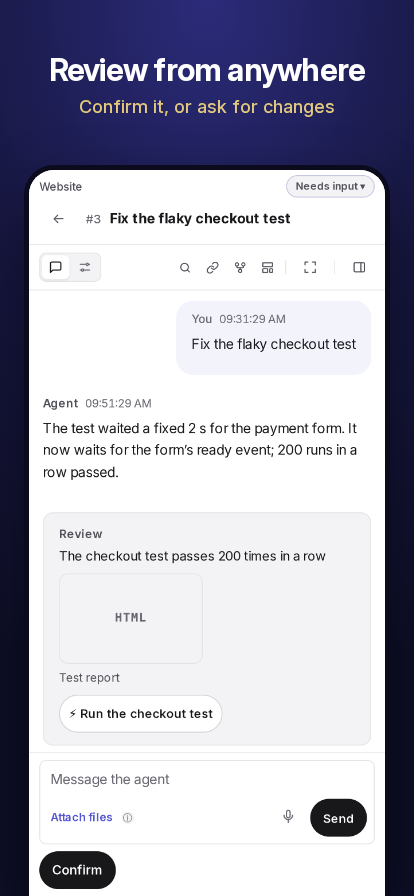 Review from anywhere
Confirm it, or ask for changes
Website
Needs input ▾
← #3 Fix the flaky checkout test
You 09:31:29 AM
Fix the flaky checkout test
Agent 09:51:29 AM
The test waited a fixed 2 s for the payment form. It
now waits for the form’s ready event; 200 runs in a
row passed.
Review
The checkout test passes 200 times in a row
HTML
Test report
⚡ Run the checkout test
Message the agent
Attach files ⓘ
Send
Confirm